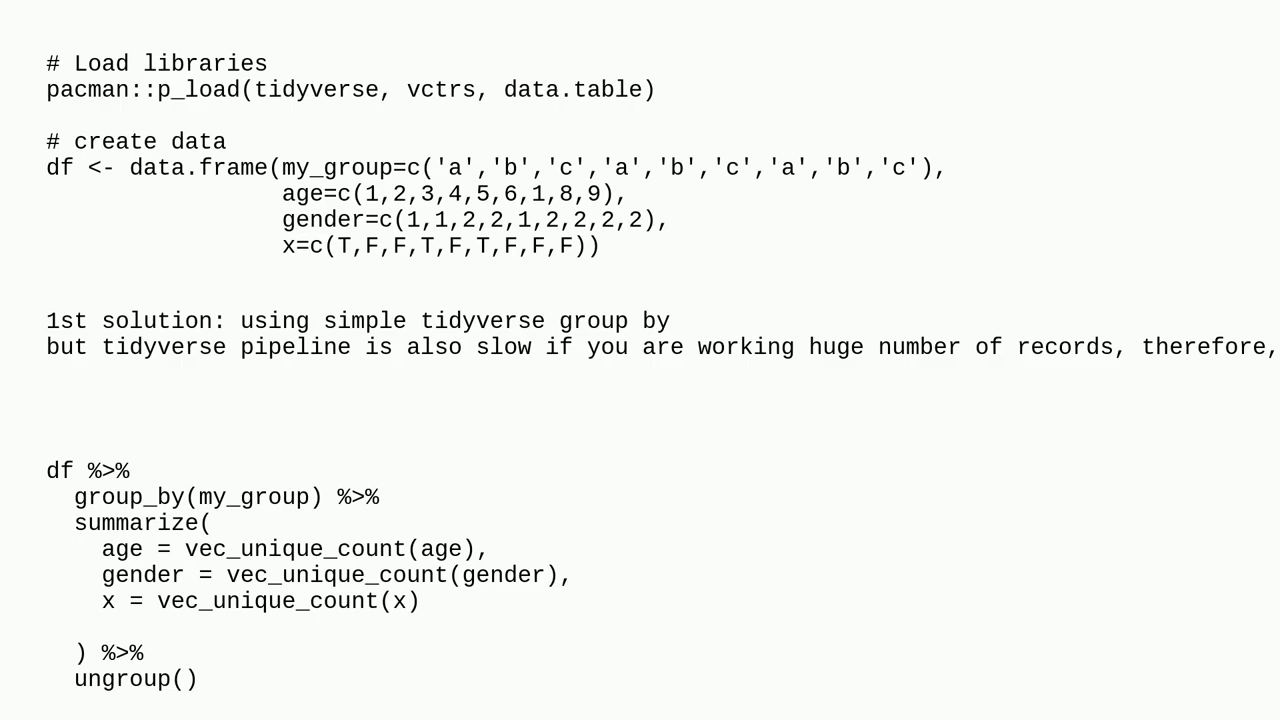 # Load libraries
pacman::p_load(tidyverse, vctrs, data.table)
# create data
df <- data.frame(my_group=c('a','b','c','a','b','c','a','b','c'),
age=c(1,2,3,4,5,6,1,8,9),
gender=c(1,1,2,2,1,2,2,2,2),
x=c(T,F,F,T,F,T,F,F,F))
1st solution: using simple tidyverse group by
but tidyverse pipeline is also slow if you are working huge number of records, therefore,
df %>%
group_by(my_group) %>%
summarize(
age = vec_unique_count(age),
gender = vec_unique_count(gender),
x = vec_unique_count(x)
) %>%
ungroup()